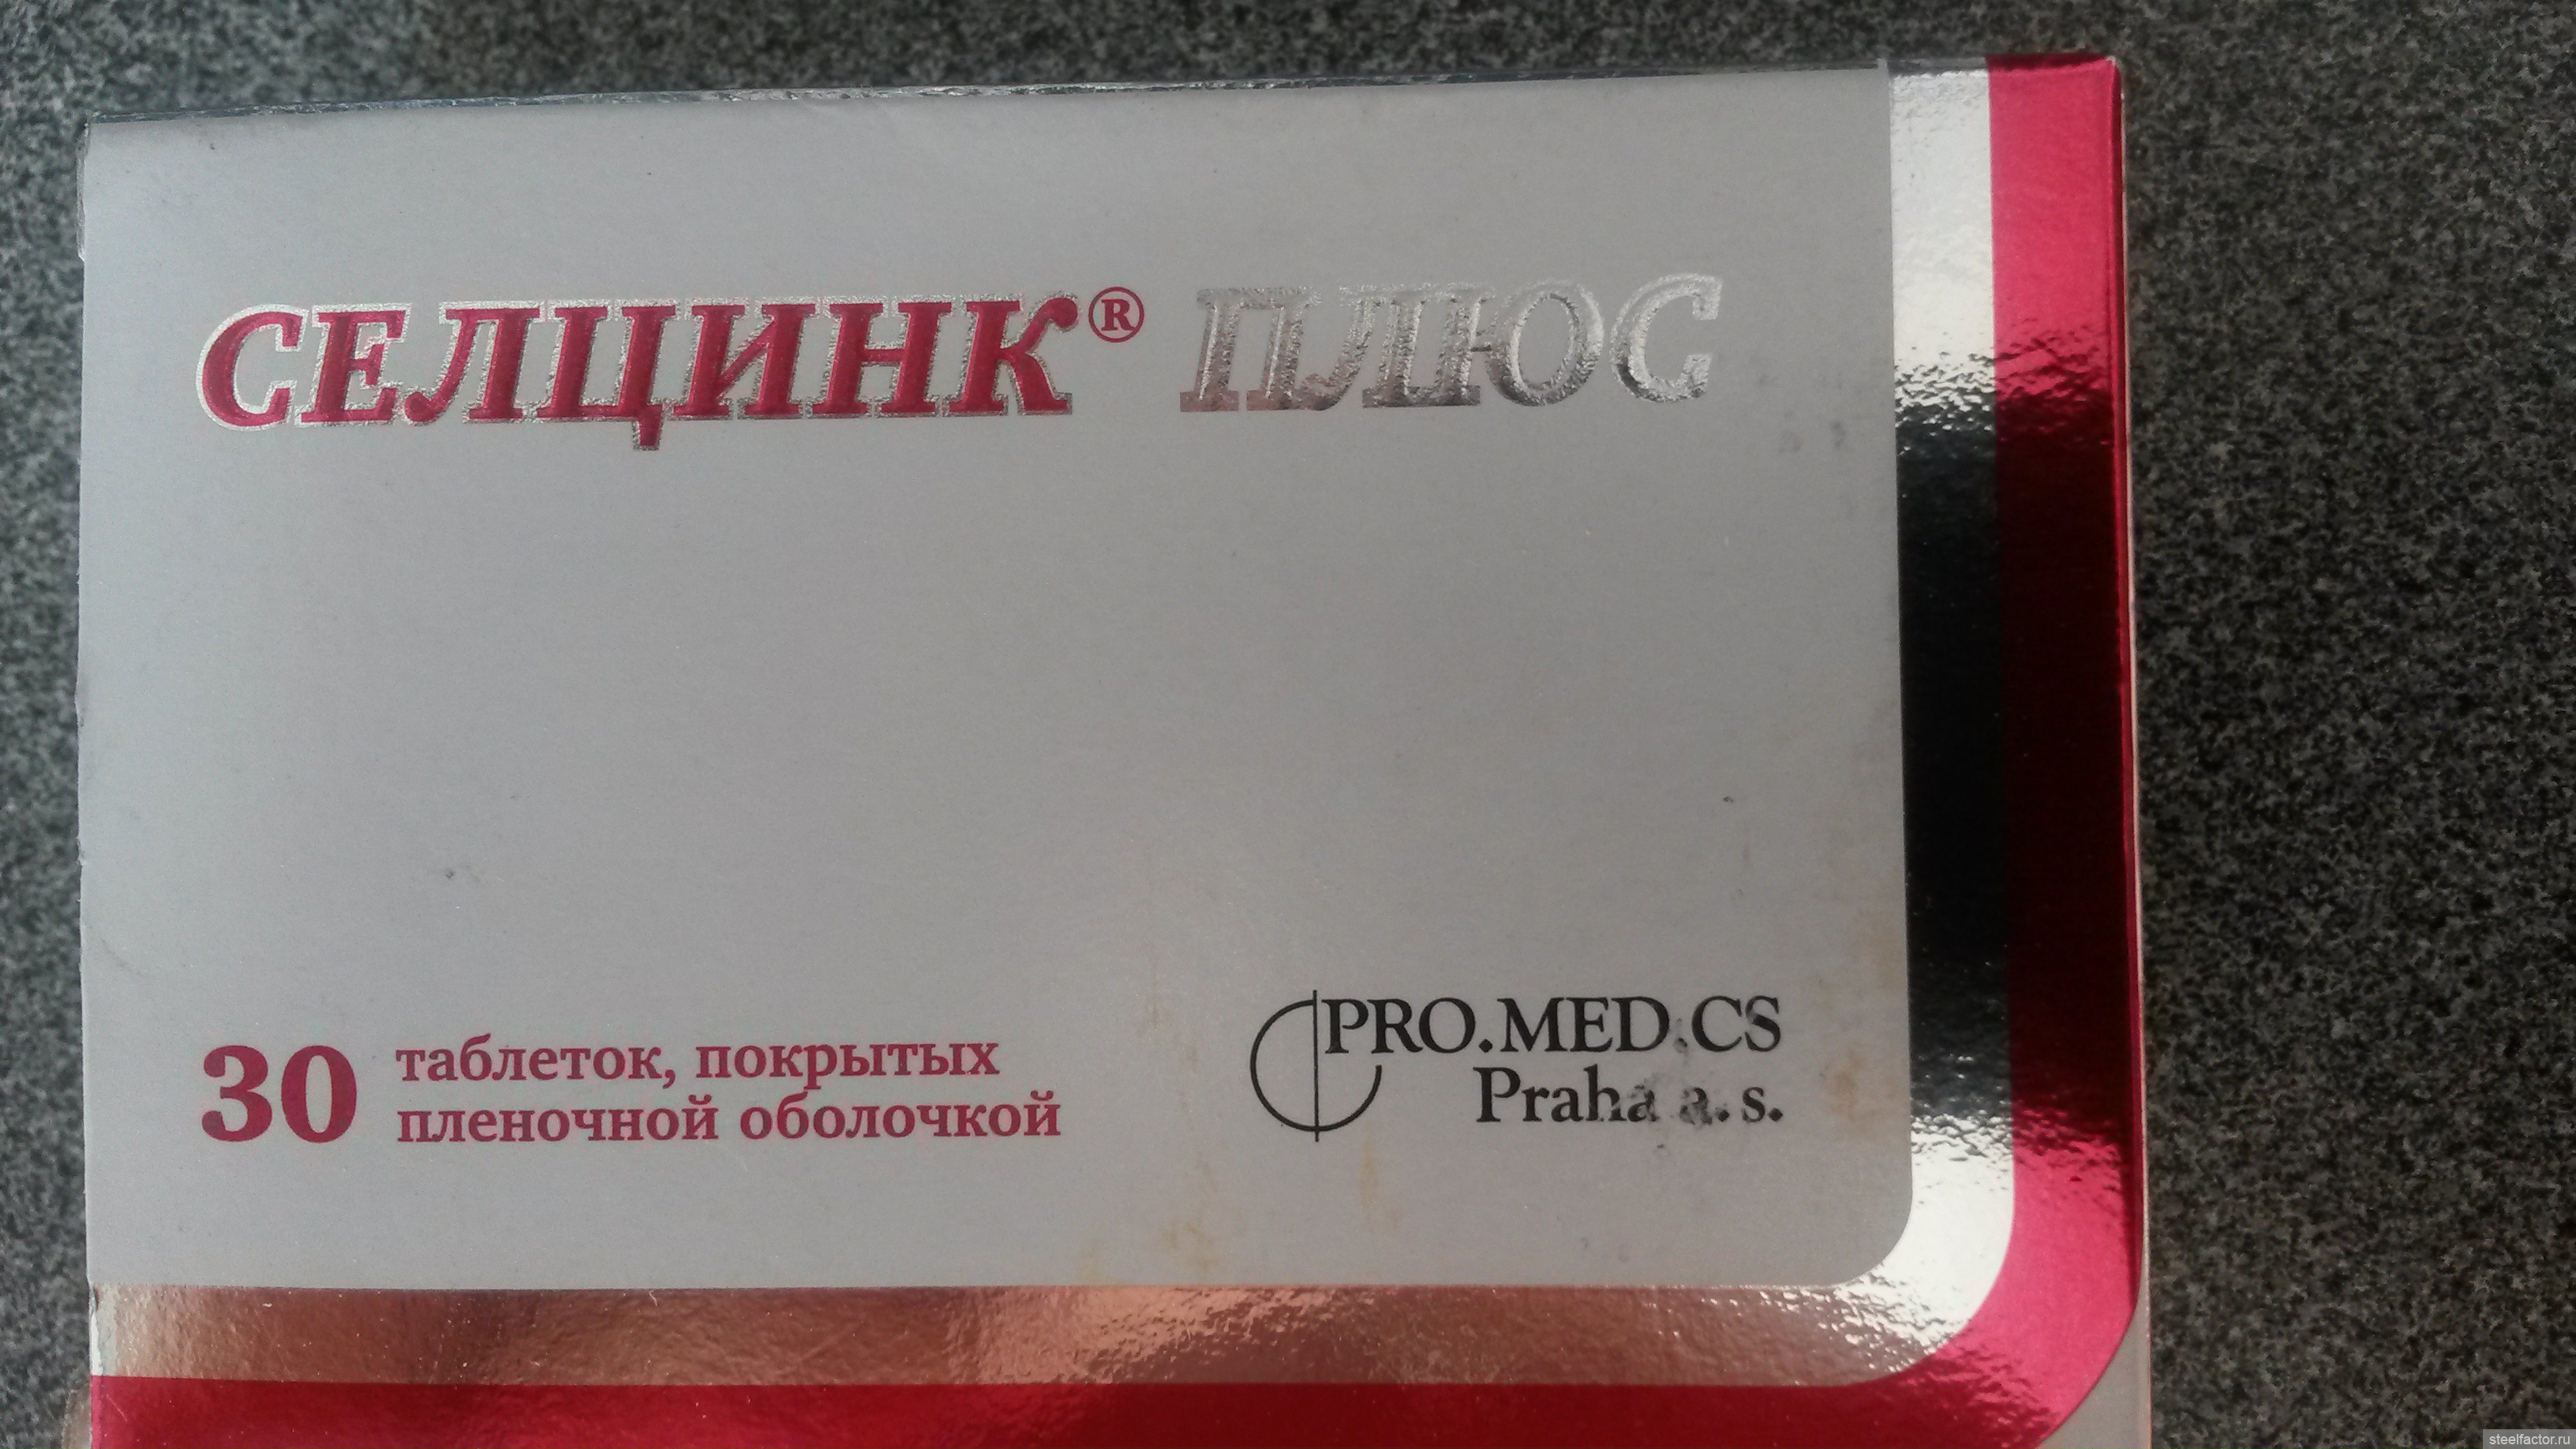 СЕЛЦИНК® ПЛЮС
30 таблеток, покрытых
пленочной оболочкой
PRO.MED.CS
Praha a. s.
steelfactor.ru